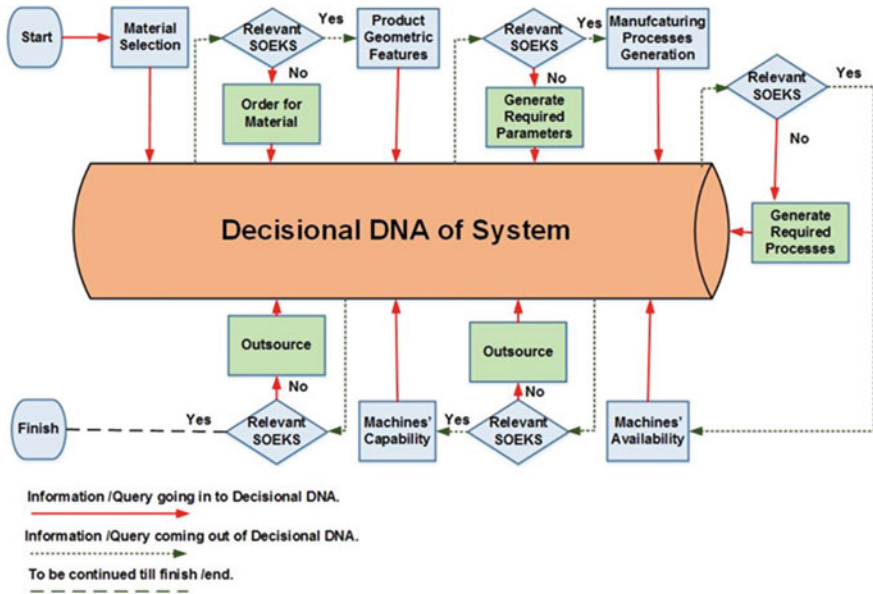 Start
Material
Selection
Relevant
SOEKS
Yes
No
Order for
Material
Product
Geometric
Features
Relevant
SOEKS
Yes
No
Generate
Required
Parameters
Manufcaturing
Processes
Generation
Relevant
SOEKS
Yes
No
Generate
Required
Processes
Decisional DNA of System
Outsource
No
Yes
Relevant
SOEKS
Finish
Machines'
Capability
Yes
Outsource
No
Relevant
SOEKS
Machines'
Availability
Information /Query going in to Decisional DNA.
Information /Query coming out of Decisional DNA.
To be continued till finish /end.